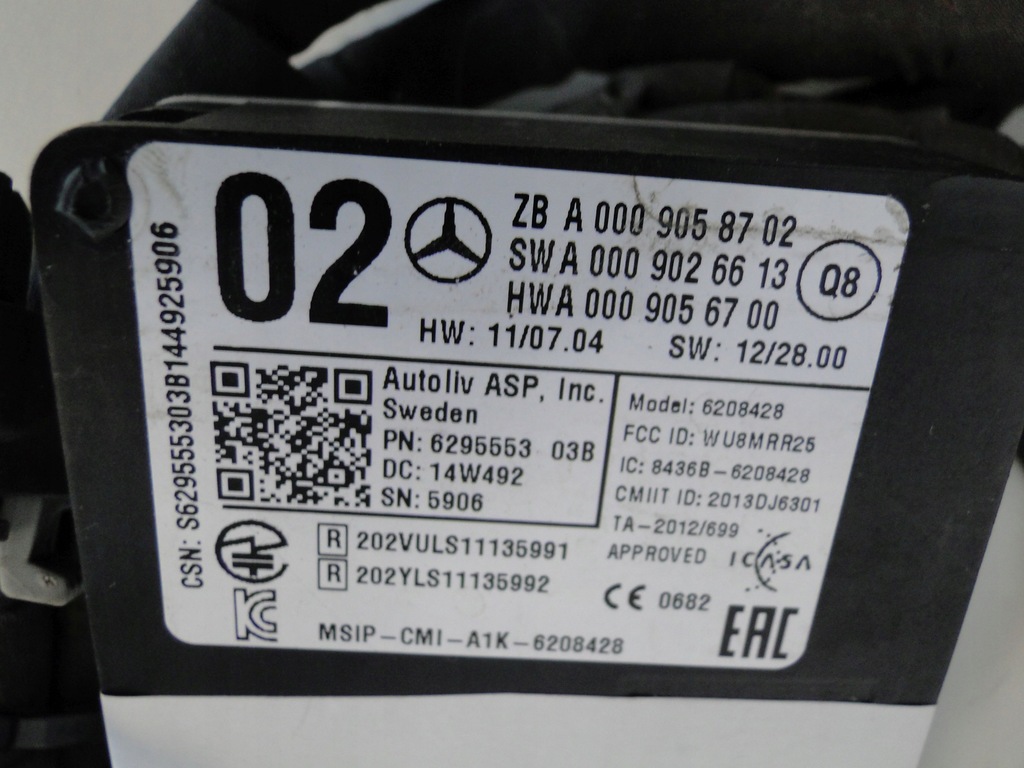 02
ZB A 000 905 87 02
SW A 000 902 66 13
HW A 000 905 67 00
Q8
HW: 11/07.04 SW: 12/28.00
CSN: S629555303B144925906
Autoliv ASP, Inc.
Sweden
PN: 6295553 03B
DC: 14W492
SN: 5906
Model: 6208428
FCC ID: WU8MRR25
IC: 8436B-6208428
CMIIT ID: 2013DJ6301
TA-2012/699
APPROVED ICASA
R 202VULS11135991
R 202YLS11135992
CE 0682
EAC
MSIP-CMI-A1K-6208428